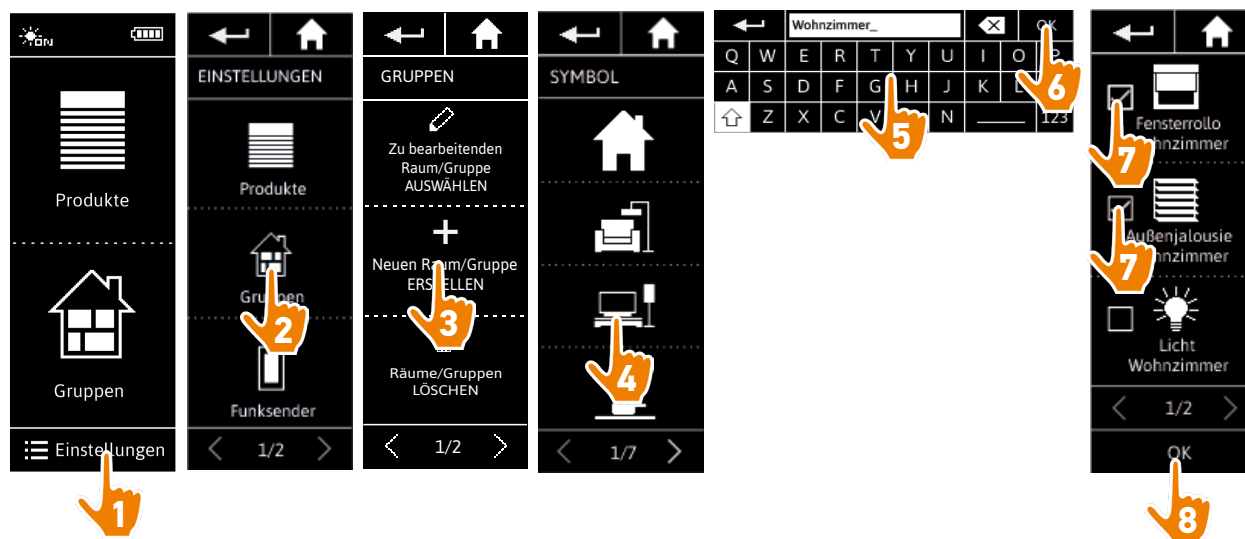 ON
Produkte
Gruppen
Einstellungen
1
EINSTELLUNGEN
Produkte
Gruppen
2
Funksender
1/2
GRUPPEN
Zu bearbeitenden
Raum/Gruppe
AUSWÄHLEN
Neuen Raum/Gruppe
ERSTELLEN
3
Räume/Gruppen
LÖSCHEN
1/2
SYMBOL
4
1/7
Wohnzimmer_
OK
Q W E R T Y U I O P
A S D F G H J K L
Z X C V N 123
5
6
Fensterrollo
Wohnzimmer
7
Außenjalousie
Wohnzimmer
7
Licht
Wohnzimmer
1/2
OK
8